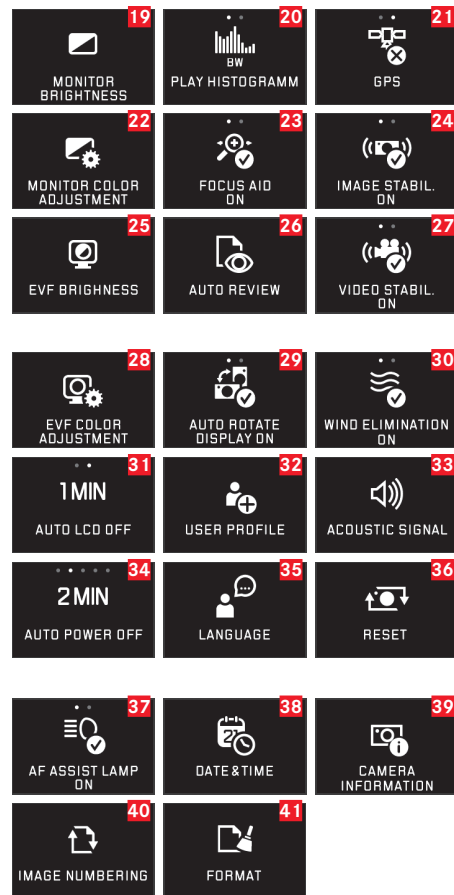 19
MONITOR
BRIGHTNESS
20
BW
PLAY HISTOGRAMM
21
GPS
22
MONITOR COLOR
ADJUSTMENT
23
FOCUS AID
ON
24
IMAGE STABIL.
ON
25
EVF BRIGHNESS
26
AUTO REVIEW
27
VIDEO STABIL.
ON
28
EVF COLOR
ADJUSTMENT
29
AUTO ROTATE
DISPLAY ON
30
WIND ELIMINATION
ON
31
1 MIN
AUTO LCD OFF
32
USER PROFILE
33
ACOUSTIC SIGNAL
34
2 MIN
AUTO POWER OFF
35
LANGUAGE
36
RESET
37
AF ASSIST LAMP
ON
38
DATE & TIME
39
CAMERA
INFORMATION
40
IMAGE NUMBERING
41
FORMAT